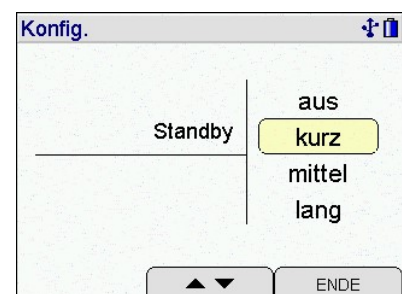 Konfig.
aus
Standby
kurz
mittel
lang
ENDE